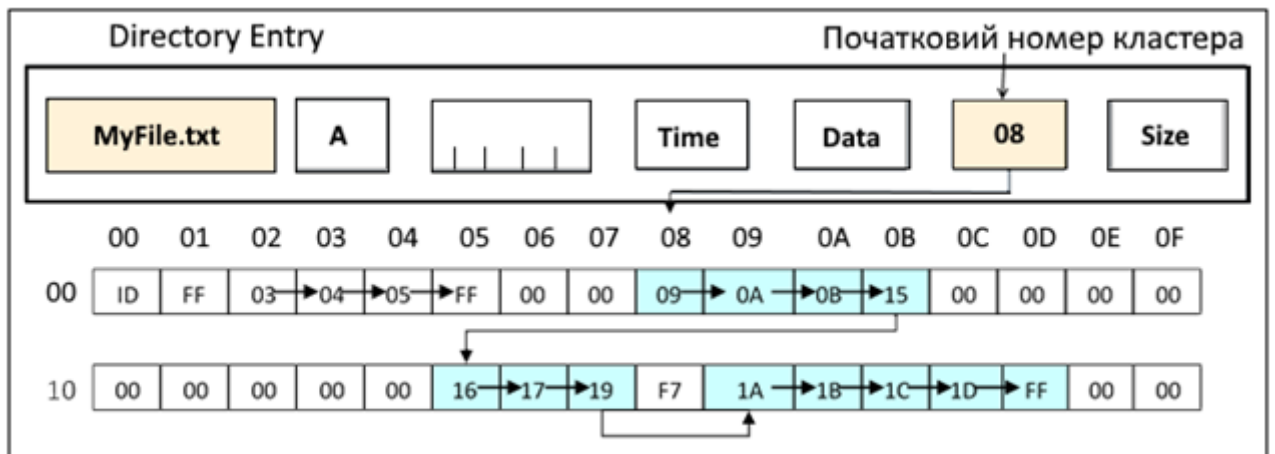 Directory Entry Початковий номер кластера
MyFile.txt A Time Data 08 Size
00 01 02 03 04 05 06 07 08 09 0A 0B 0C 0D 0E 0F
00 ID FF 03 04 05 FF 00 00 09 0A 0B 15 00 00 00 00
10 00 00 00 00 00 16 17 19 F7 1A 1B 1C 1D FF 00 00